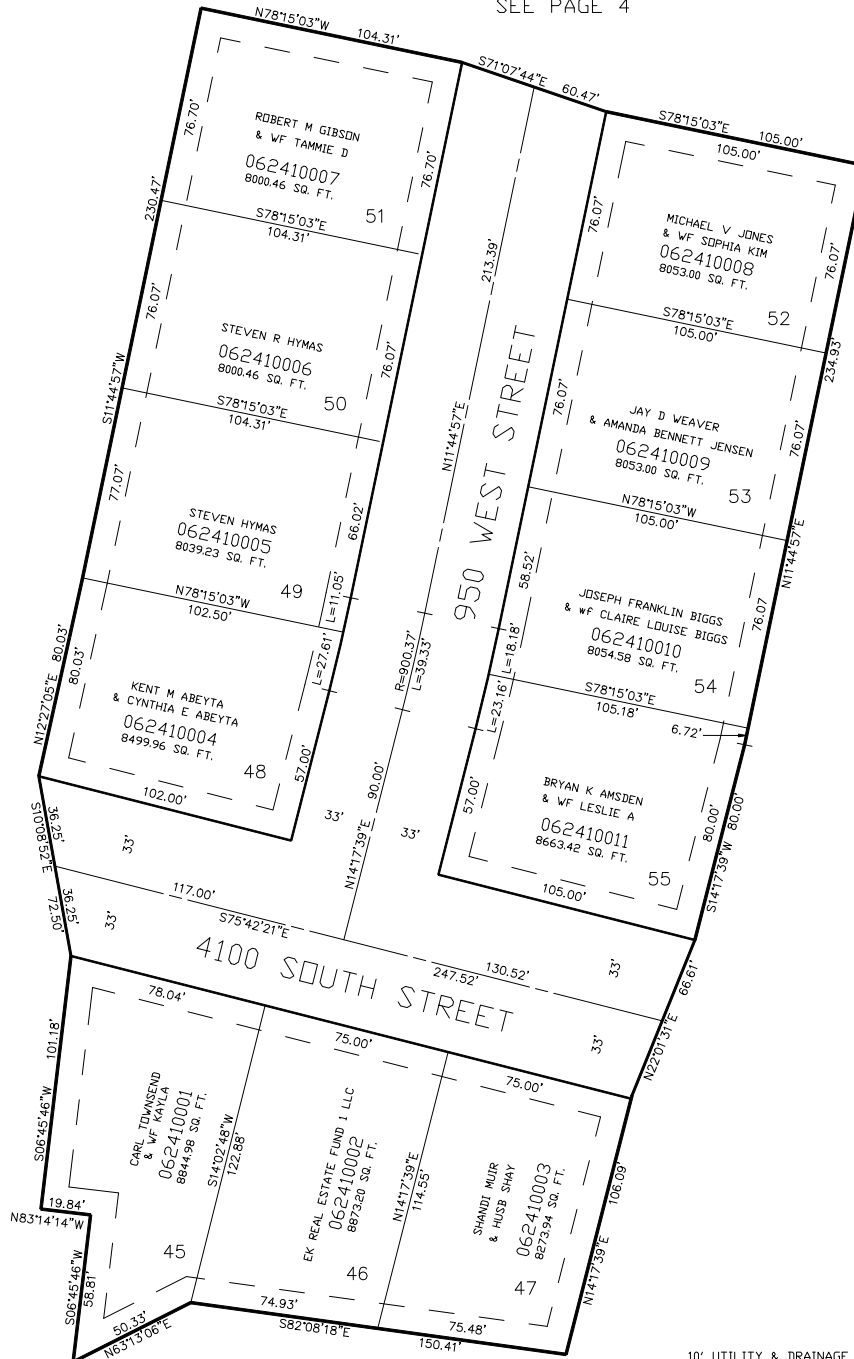 SEE PAGE 4
N78°15'03"W
104.31'
S71°07'44"E
60.47'
S78°15'03"E
105.00'
105.00'
76.70'
ROBERT M GIBSON
& WF TAMMIE D
062410007
8000.46 SQ. FT.
51
76.70'
230.47'
S78°15'03"E
104.31'
213.39'
76.07'
MICHAEL V JONES
& WF SOPHIA KIM
062410008
8053.00 SQ. FT.
52
76.07'
S78°15'03"E
105.00'
234.93'
76.07'
STEVEN R HYMAS
062410006
8000.46 SQ. FT.
50
76.07'
S11°44'57"W
S78°15'03"E
104.31'
N11°44'57"E
950 WEST STREET
76.07'
JAY D WEAVER
& AMANDA BENNETT JENSEN
062410009
8053.00 SQ. FT.
53
76.07'
N78°15'03"W
105.00'
N11°44'57"E
77.07'
STEVEN HYMAS
062410005
8039.23 SQ. FT.
49
66.02'
L=11.05'
N78°15'03"W
102.50'
L=27.61'
R=900.37'
L=39.33'
58.52'
L=18.18'
JOSEPH FRANKLIN BIGGS
& wf CLAIRE LOUISE BIGGS
062410010
8054.58 SQ. FT.
54
76.07
S78°15'03"E
105.18'
6.72'
N12°27'05"E
80.03'
80.03'
KENT M ABEYTA
& CYNTHIA E ABEYTA
062410004
8499.96 SQ. FT.
48
57.00'
102.00'
L=23.16'
57.00'
BRYAN K AMSDEN
& WF LESLIE A
062410011
8663.42 SQ. FT.
55
80.00'
80.00'
S14°17'39"W
105.00'
90.00'
N14°17'39"E
33'
33'
36.25'
S10°08'52"E
33'
36.25'
72.50'
33'
117.00'
S75°42'21"E
130.52'
247.52'
33'
33'
66.61'
N22°01'31"E
4100 SOUTH STREET
78.04'
75.00'
75.00'
101.18'
S06°45'46"W
CARL TOWNSEND
& WF KAYLA
062410001
8844.98 SQ. FT.
45
S14°02'48"W
122.88'
EK REAL ESTATE FUND 1 LLC
062410002
8873.20 SQ. FT.
46
N14°17'39"E
114.55'
SHANDI MUIR
& HUSB SHAY
062410003
8273.94 SQ. FT.
47
106.09'
N14°17'39"E
19.84'
N83°14'14"W
S06°45'46"W
58.81'
50.33'
N63°13'06"E
74.93'
S82°08'18"E
75.48'
150.41'
10' UTILITY & DRAINAGE